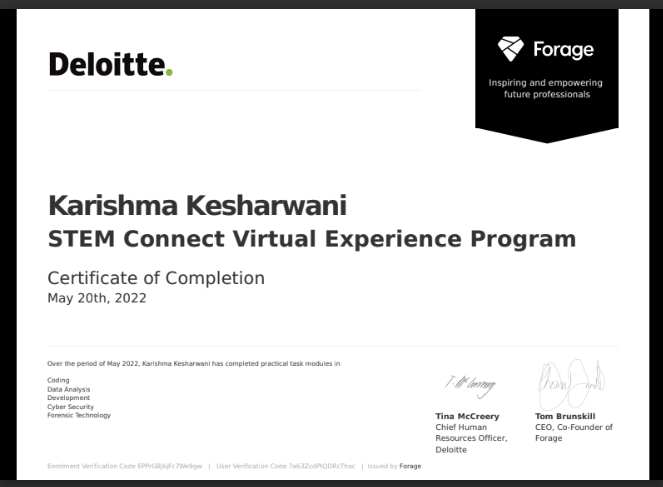 Deloitte.
Forage
Inspiring and empowering
future professionals
Karishma Kesharwani
STEM Connect Virtual Experience Program
Certificate of Completion
May 20th, 2022
Over the period of May 2022, Karishma Kesharwani has completed practical task modules in:
Coding
Data Analysis
Development
Cyber Security
Forensic Technology
Tina McCreery
Chief Human
Resources Officer,
Deloitte
Tom Brunskill
CEO, Co-Founder of
Forage
Enrolment Verification Code | User Verification Code | Issued by Forage